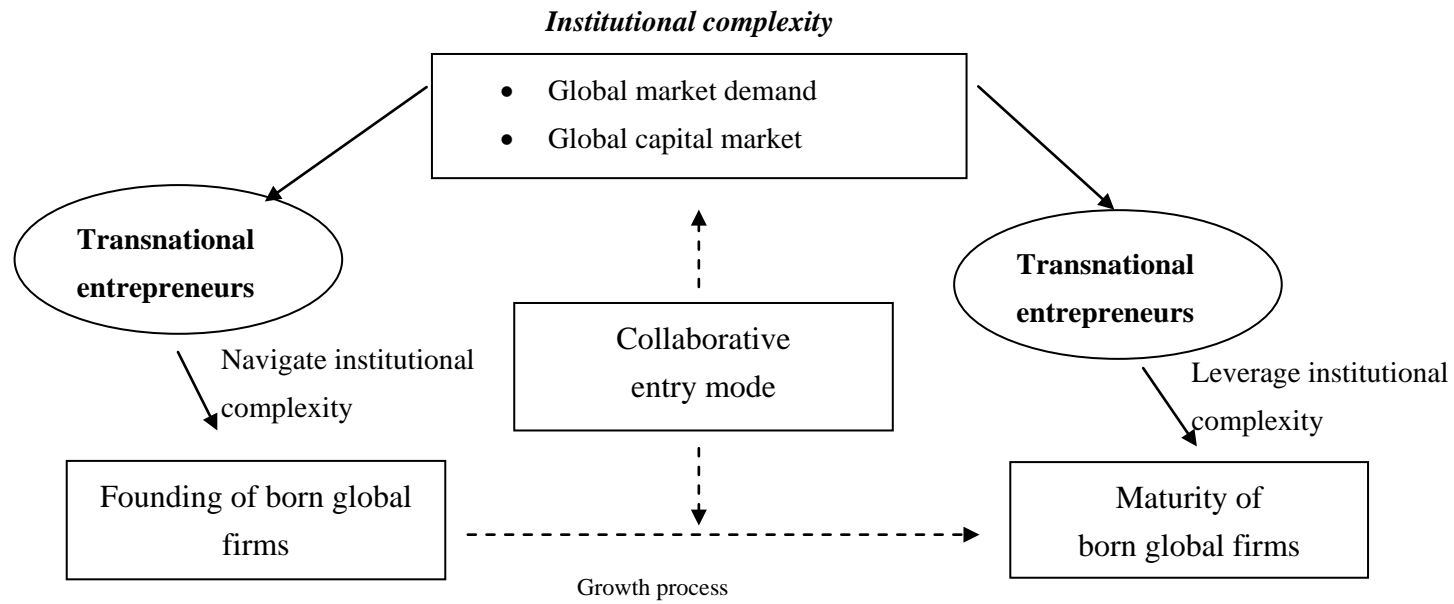 Institutional complexity
• Global market demand
• Global capital market
Transnational
entrepreneurs
Transnational
entrepreneurs
Navigate institutional
complexity
Collaborative
entry mode
Leverage institutional
complexity
Founding of born global
firms
Maturity of
born global firms
Growth process